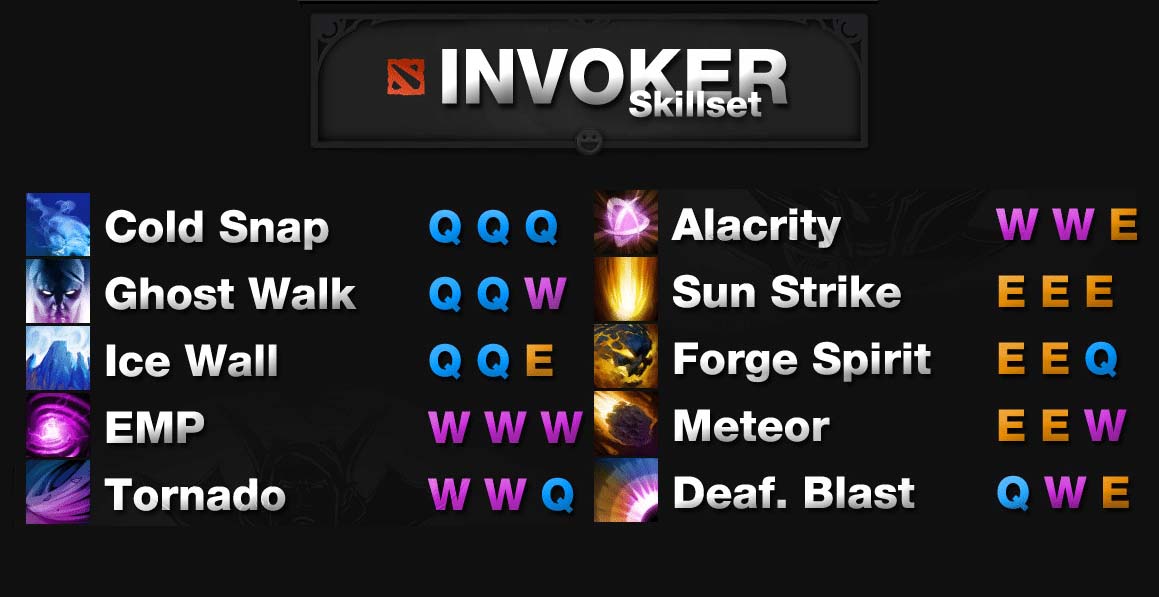 INVOKER
Skillset
Cold Snap Q Q Q
Ghost Walk Q Q W
Ice Wall Q Q E
EMP W W W
Tornado W W Q
Alacrity W W E
Sun Strike E E E
Forge Spirit E E Q
Meteor E E W
Deaf. Blast Q W E